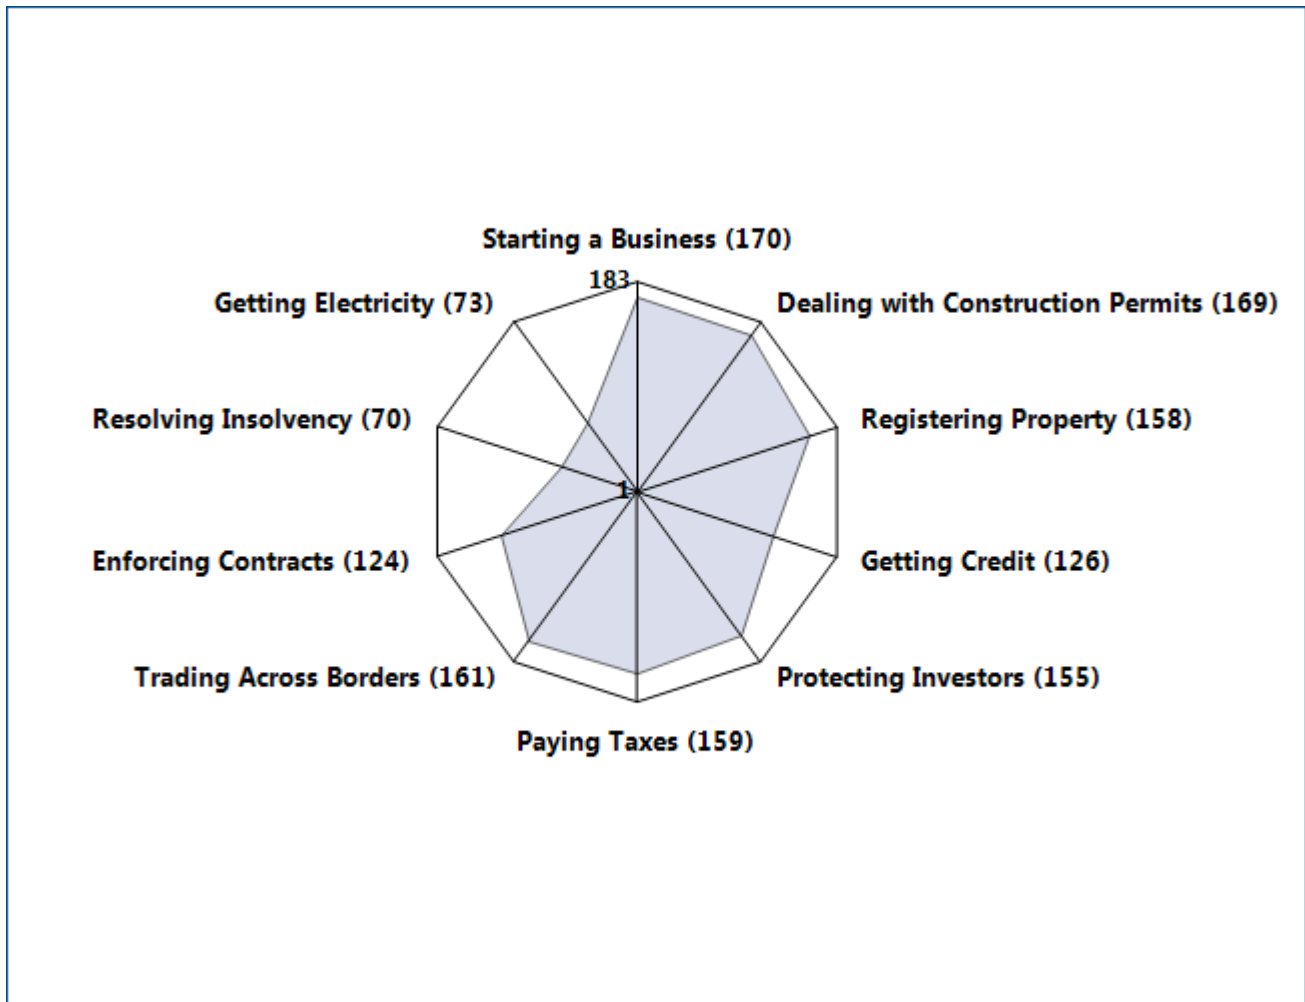 Starting a Business (170)
183
Getting Electricity (73)
Dealing with Construction Permits (169)
Resolving Insolvency (70)
Registering Property (158)
1
Enforcing Contracts (124)
Getting Credit (126)
Trading Across Borders (161)
Protecting Investors (155)
Paying Taxes (159)